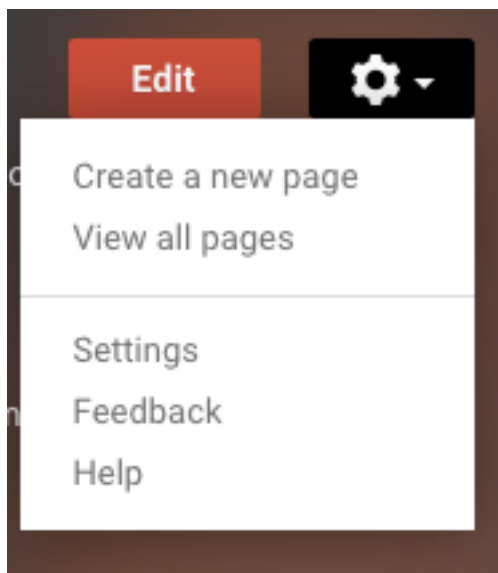 Edit
Create a new page
View all pages
Settings
Feedback
Help